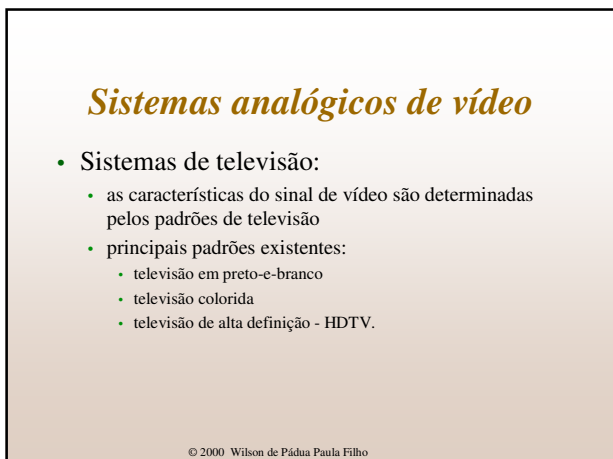 Sistemas analógicos de vídeo
• Sistemas de televisão:
• as características do sinal de vídeo são determinadas
pelos padrões de televisão
• principais padrões existentes:
• televisão em preto-e-branco
• televisão colorida
• televisão de alta definição - HDTV.
© 2000 Wilson de Pádua Paula Filho